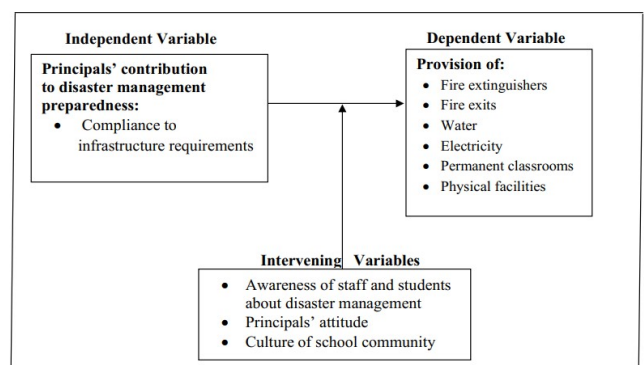 Independent Variable
Principals' contribution
to disaster management
preparedness:
• Compliance to
infrastructure requirements
Dependent Variable
Provision of:
• Fire extinguishers
• Fire exits
• Water
• Electricity
• Permanent classrooms
• Physical facilities
Intervening Variables
• Awareness of staff and students
about disaster management
• Principals' attitude
• Culture of school community